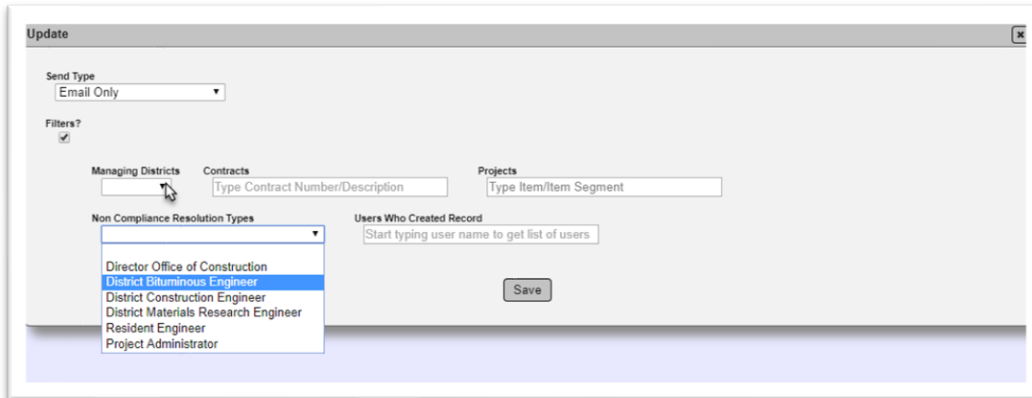 Update
Send Type
Email Only
Filters?
Managing Districts Contracts Projects
Type Contract Number/Description Type Item/Item Segment
Non Compliance Resolution Types Users Who Created Record
Start typing user name to get list of users
Director Office of Construction
District Bituminous Engineer
District Construction Engineer
District Materials Research Engineer
Resident Engineer
Project Administrator
Save